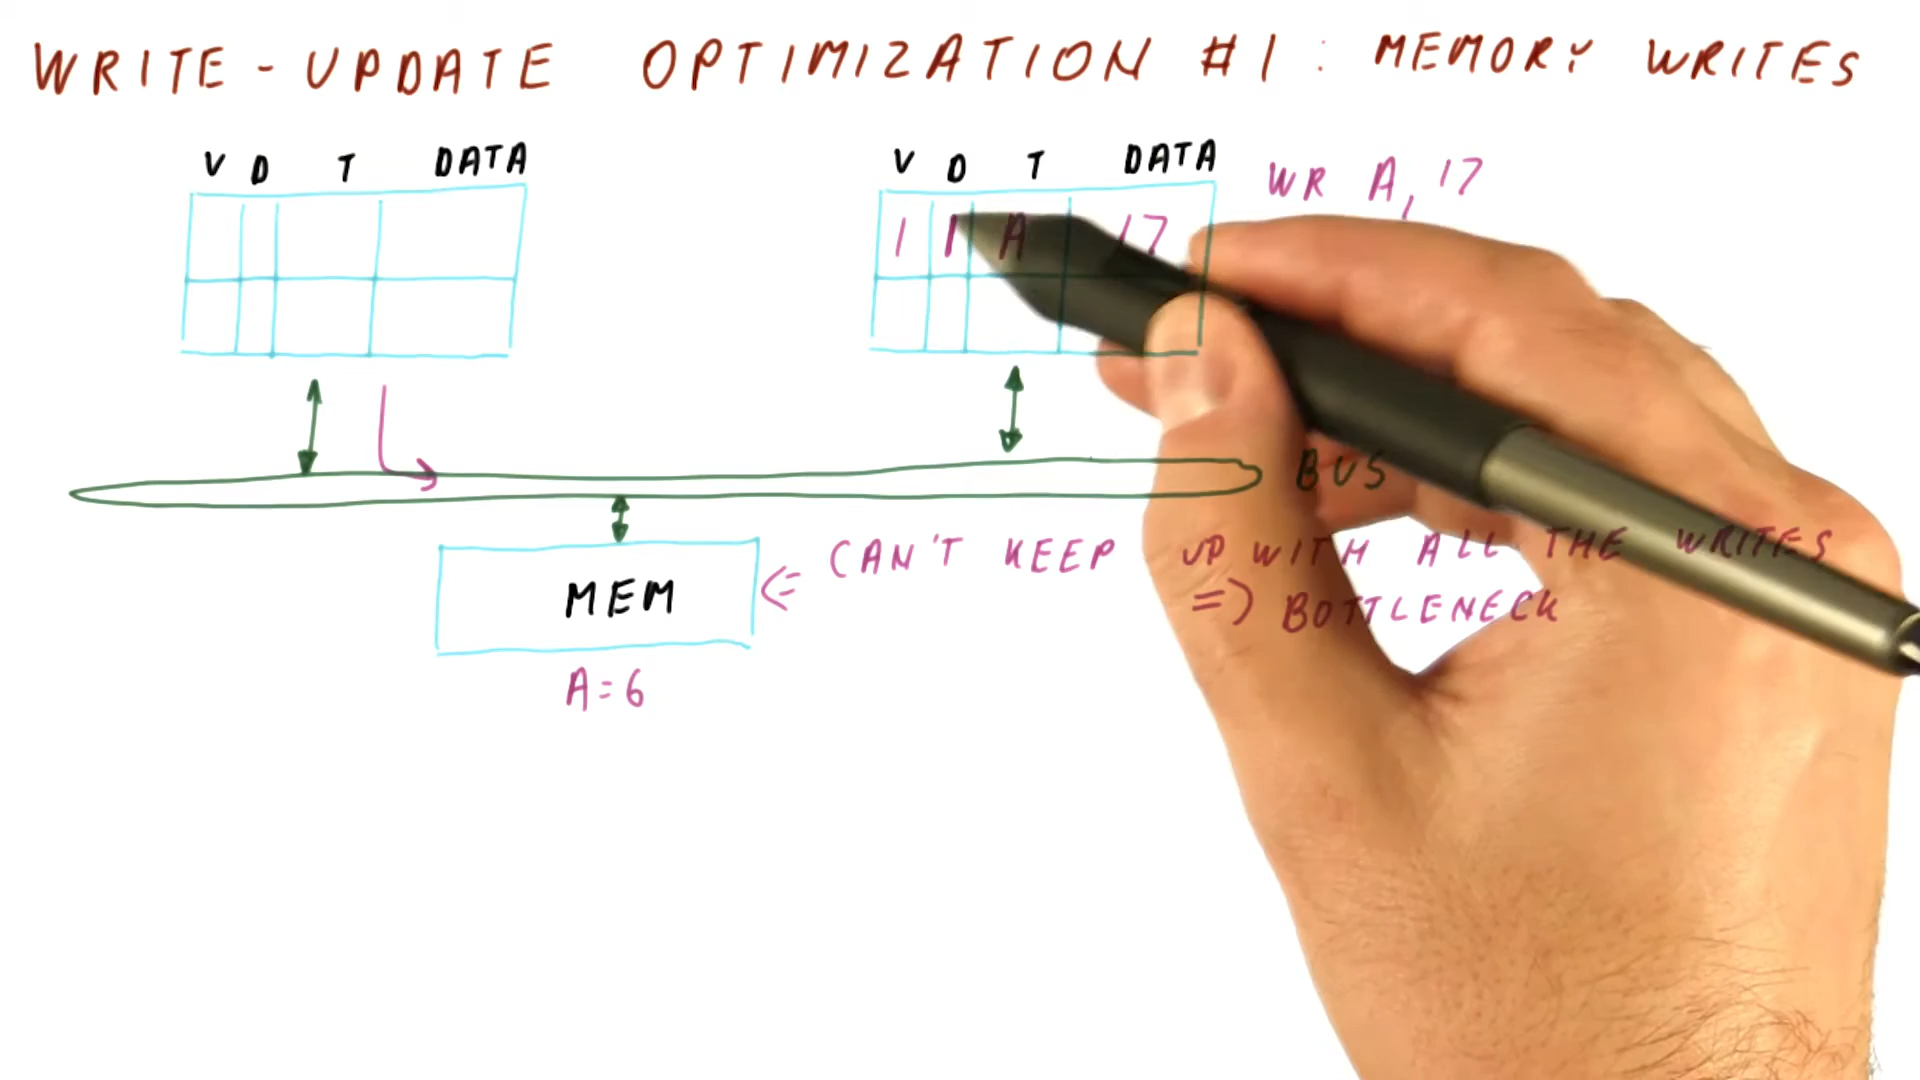 WRITE - UPDATE OPTIMIZATION #1 : MEMORY WRITES
V D T DATA
V D T DATA
WR A, 17
1 1 A 17
BUS
CAN'T KEEP UP WITH ALL THE WRITES
=) BOTTLENECK
MEM
A=6